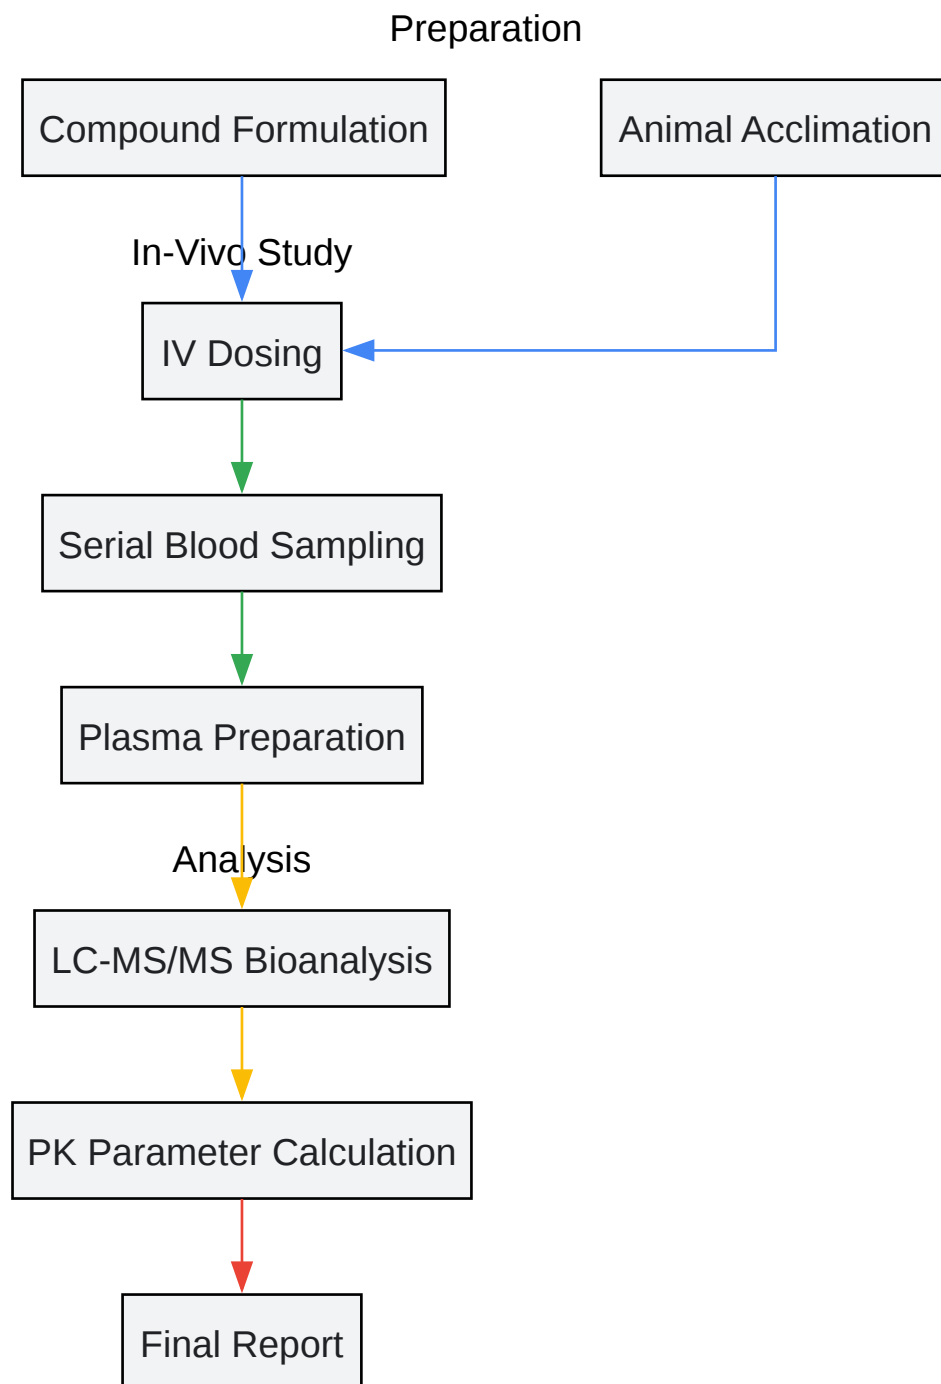 Preparation
Compound Formulation
Animal Acclimation
In-Vivo Study
IV Dosing
Serial Blood Sampling
Plasma Preparation
Analysis
LC-MS/MS Bioanalysis
PK Parameter Calculation
Final Report